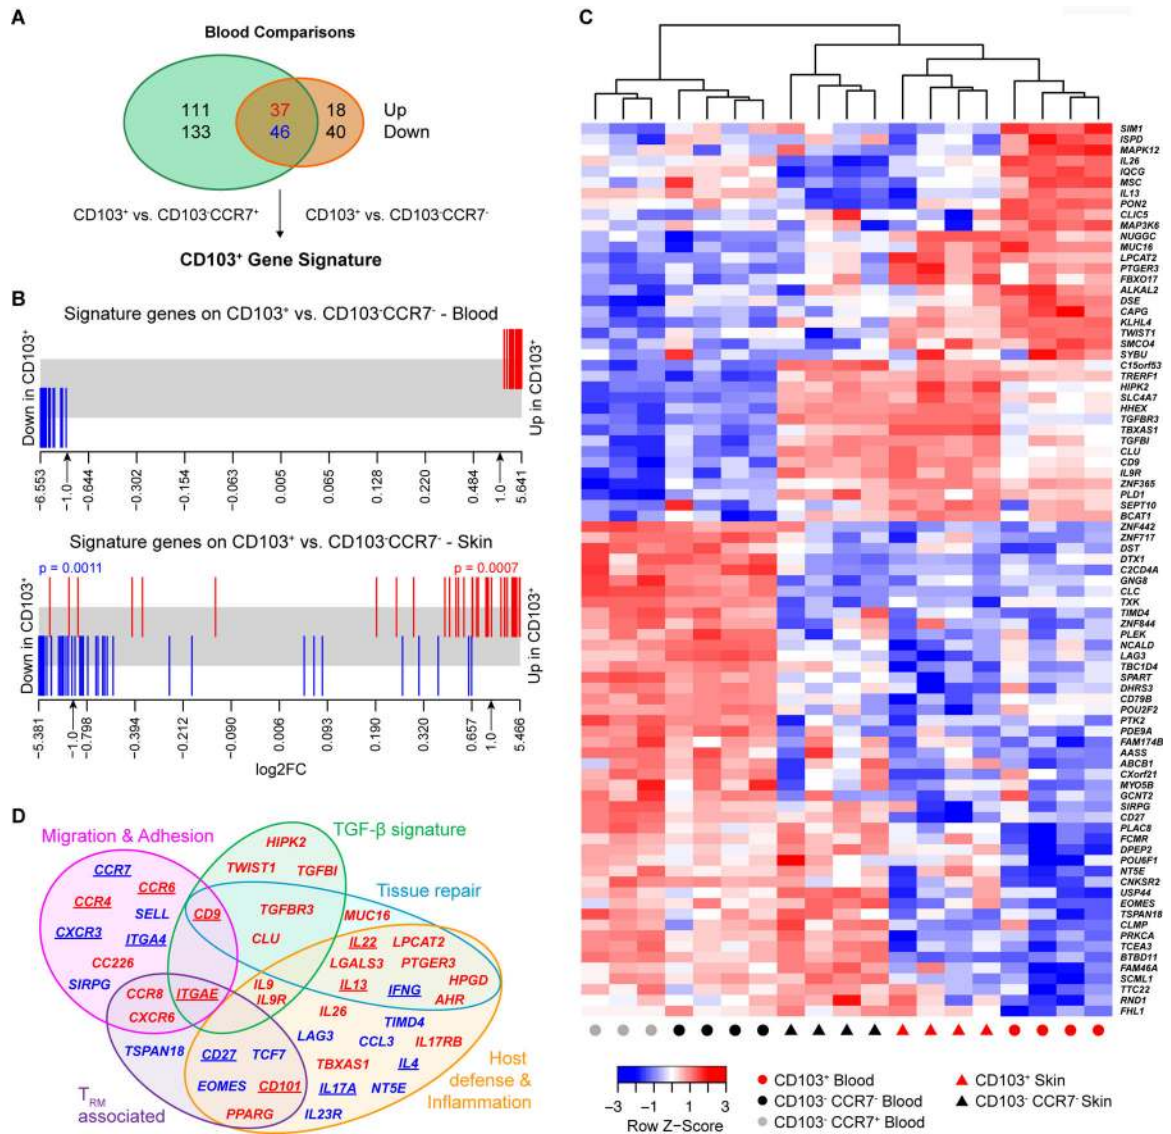 A
Blood Comparisons
111 37 18 Up
133 46 40 Down
CD103⁺ vs. CD103⁻CCR7⁺ CD103⁺ vs. CD103⁻CCR7⁻
CD103⁺ Gene Signature
B
Signature genes on CD103⁺ vs. CD103⁻CCR7⁻ - Blood
Down in CD103⁺
Up in CD103⁺
-6.553 -1.0 -0.644 -0.302 -0.154 -0.063 0.005 0.065 0.128 0.220 0.484 1.0 5.641
Signature genes on CD103⁺ vs. CD103⁻CCR7⁻ - Skin
p = 0.0011 p = 0.0007
Down in CD103⁺
Up in CD103⁺
-5.381 -1.0 -0.798 -0.394 -0.212 -0.090 0.006 0.093 0.190 0.320 0.657 1.0 5.466
log2FC
D
Migration & Adhesion
TGF-β signature
Tissue repair
Host
defense &
Inflammation
T_RM
associated
CCR7
CCR6
CCR4
SELL
CXCR3
ITGA4
CC226
SIRPG
CD9
HIPK2
TWIST1
TGFBI
TGFBR3
CLU
MUC16
IL22
LPCAT2
LGALS3
PTGER3
IL13
IFNG
HPGD
AHR
CCR8
ITGAE
CXCR6
IL9
IL9R
IL26
TIMD4
LAG3
CCL3
IL17RB
TSPAN18
CD27
TCF7
TBXAS1
IL4
EOMES
CD101
IL17A
NT5E
PPARG
IL23R
C
SIM1
ISPD
MAPK12
IL26
IQCG
MSC
IL13
PON2
CLIC5
MAP3K6
NUGGC
MUC16
LPCAT2
PTGER3
FBXO17
ALKAL2
DSE
CAPG
KLHL4
TWIST1
SMCO4
SYBU
C15orf53
TRERF1
HIPK2
SLC4A7
HHEX
TGFBR3
TBXAS1
TGFBI
CLU
CD9
IL9R
ZNF365
PLD1
SEPT10
BCAT1
ZNF442
ZNF717
DST
DTX1
C2CD4A
GNG8
CLC
TXK
TIMD4
ZNF844
PLEK
NCALD
LAG3
TBC1D4
SPART
DHRS3
CD79B
POU2F2
PTK2
PDE9A
FAM174B
AASS
ABCB1
CXorf21
MYO5B
GCNT2
SIRPG
CD27
PLAC8
FCMR
DPEP2
POU6F1
NT5E
CNKSR2
USP44
EOMES
TSPAN18
CLMP
PRKCA
TCEA3
BTBD11
FAM46A
SCML1
TTC22
RND1
FHL1
−3 −1 1 3
Row Z−Score
CD103⁺ Blood
CD103⁻ CCR7⁻ Blood
CD103⁻ CCR7⁺ Blood
CD103⁺ Skin
CD103⁻ CCR7⁻ Skin